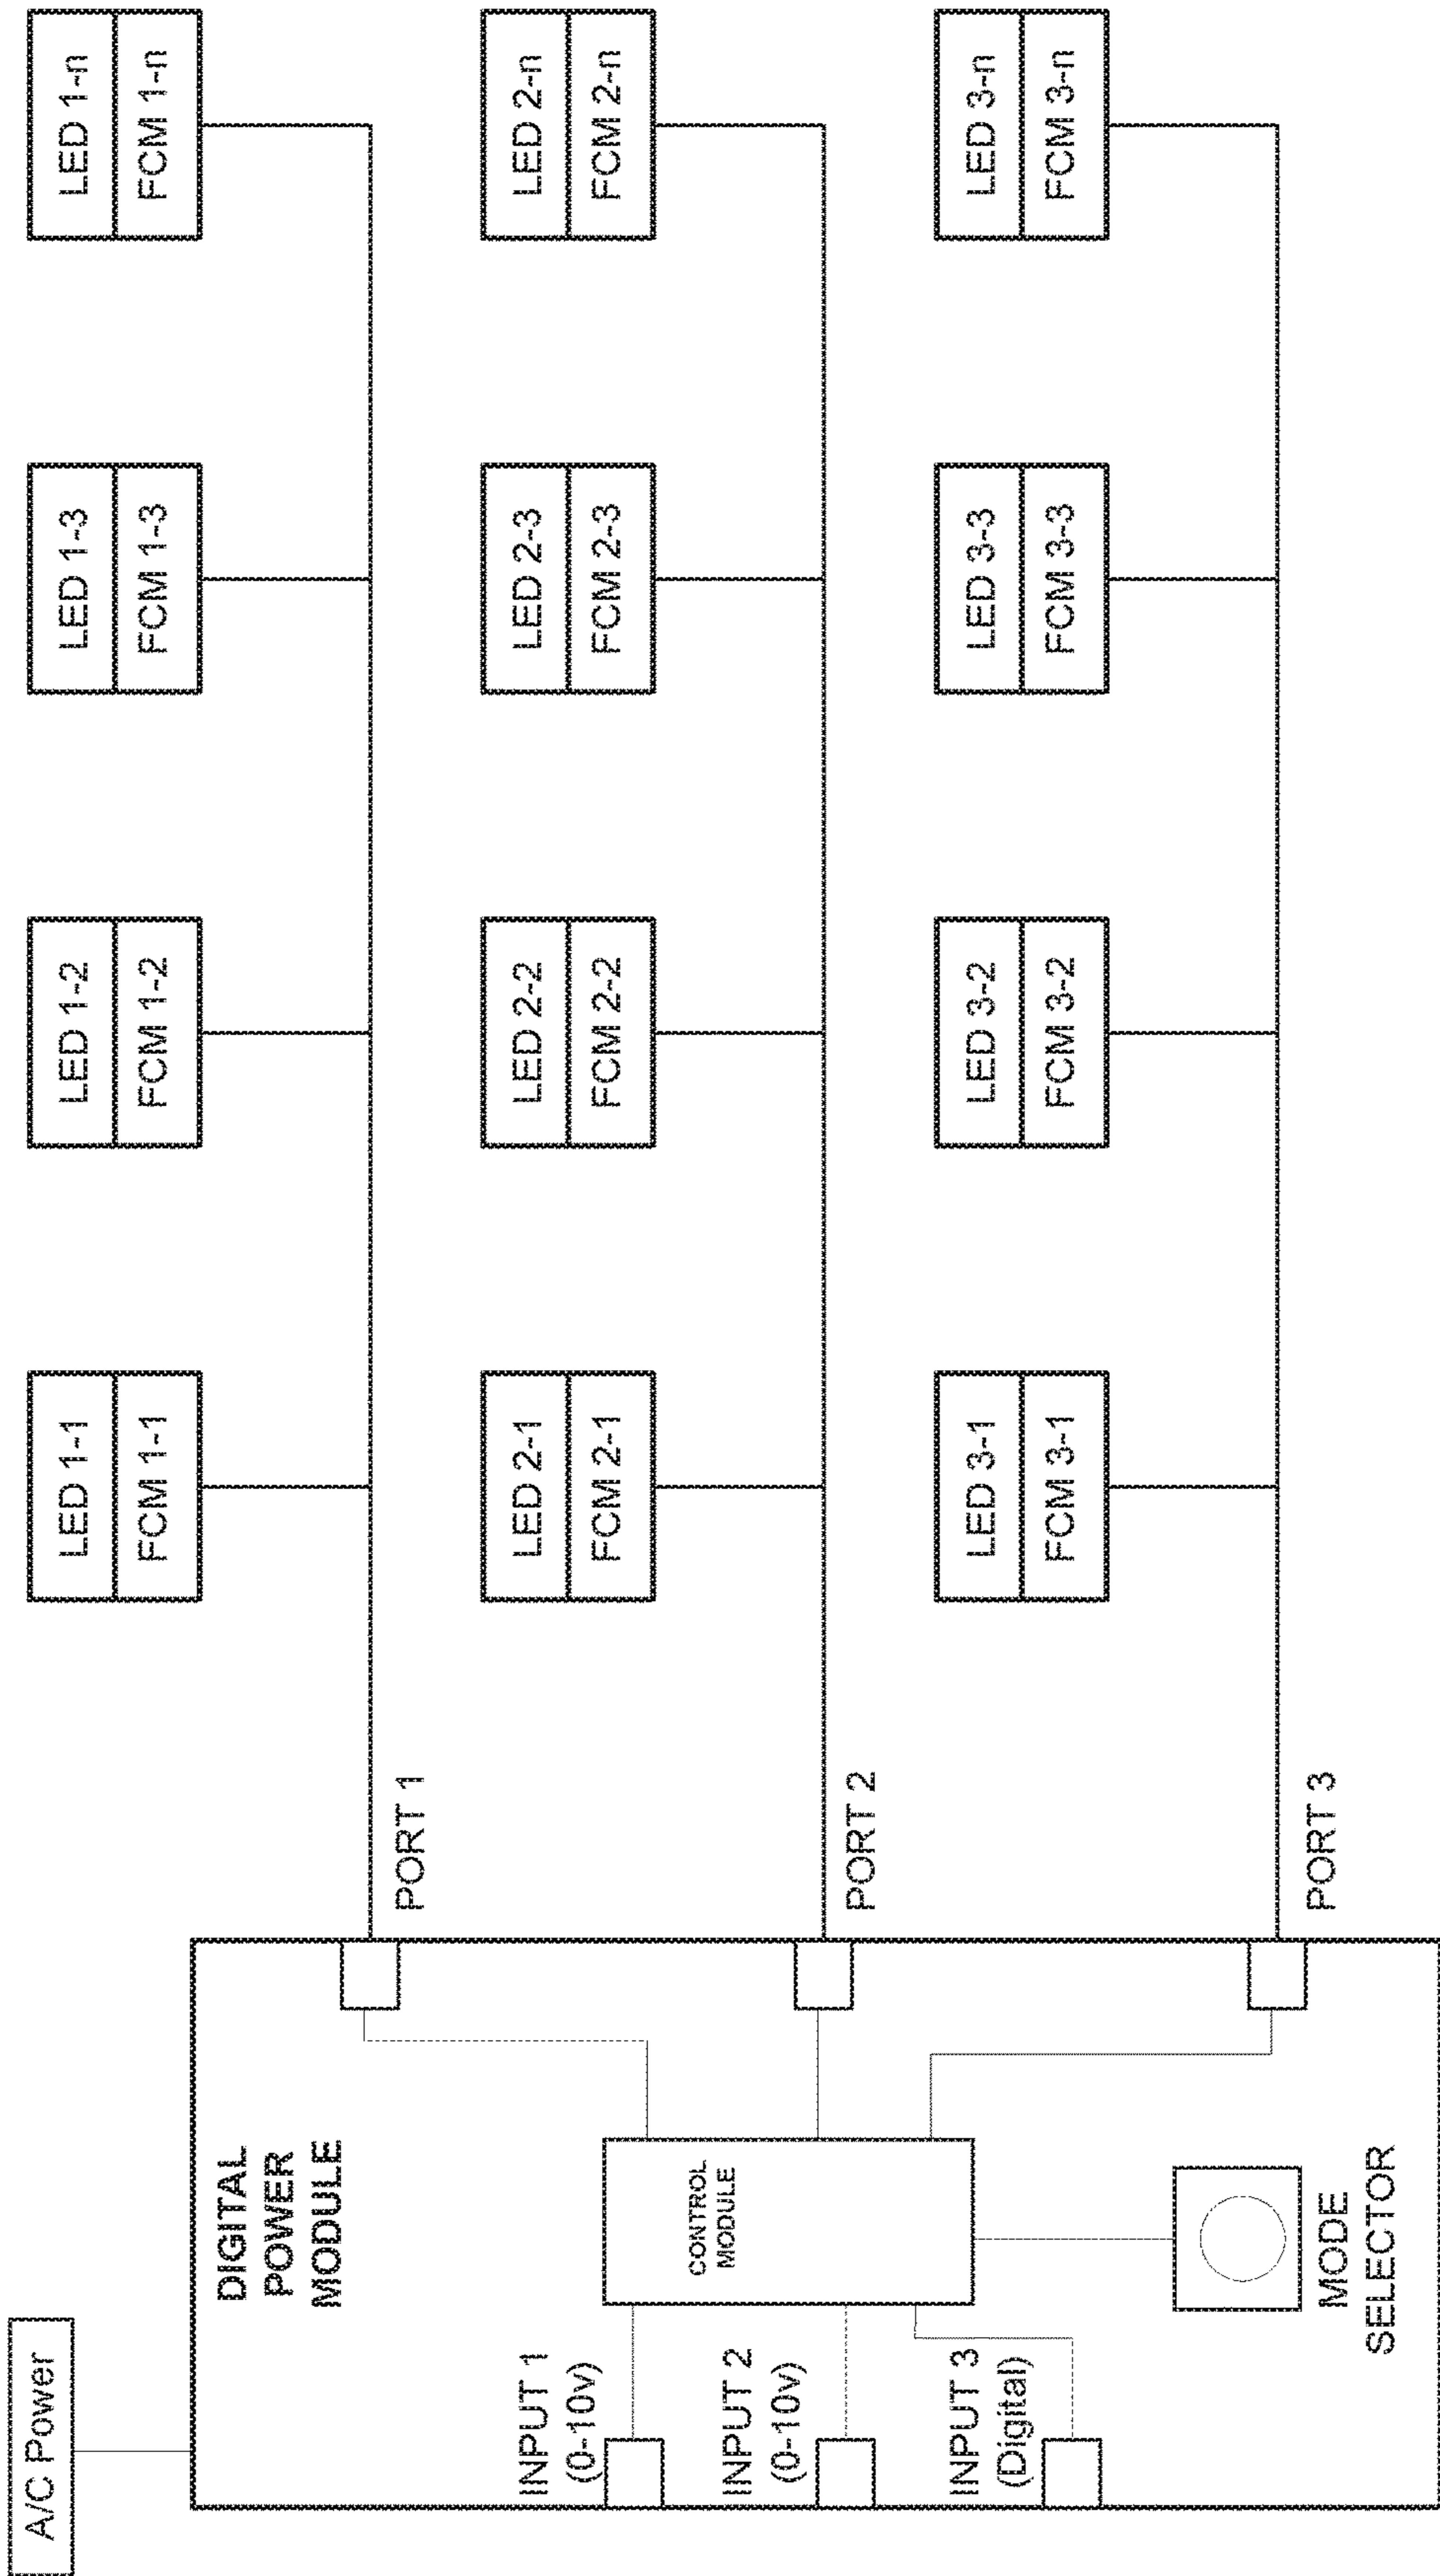 A/C Power
DIGITAL
POWER
MODULE
INPUT 1
(0-10v)
INPUT 2
(0-10v)
INPUT 3
(Digital)
CONTROL
MODULE
MODE
SELECTOR
PORT 1
PORT 2
PORT 3
LED 1-1
FCM 1-1
LED 1-2
FCM 1-2
LED 1-3
FCM 1-3
LED 1-n
FCM 1-n
LED 2-1
FCM 2-1
LED 2-2
FCM 2-2
LED 2-3
FCM 2-3
LED 2-n
FCM 2-n
LED 3-1
FCM 3-1
LED 3-2
FCM 3-2
LED 3-3
FCM 3-3
LED 3-n
FCM 3-n